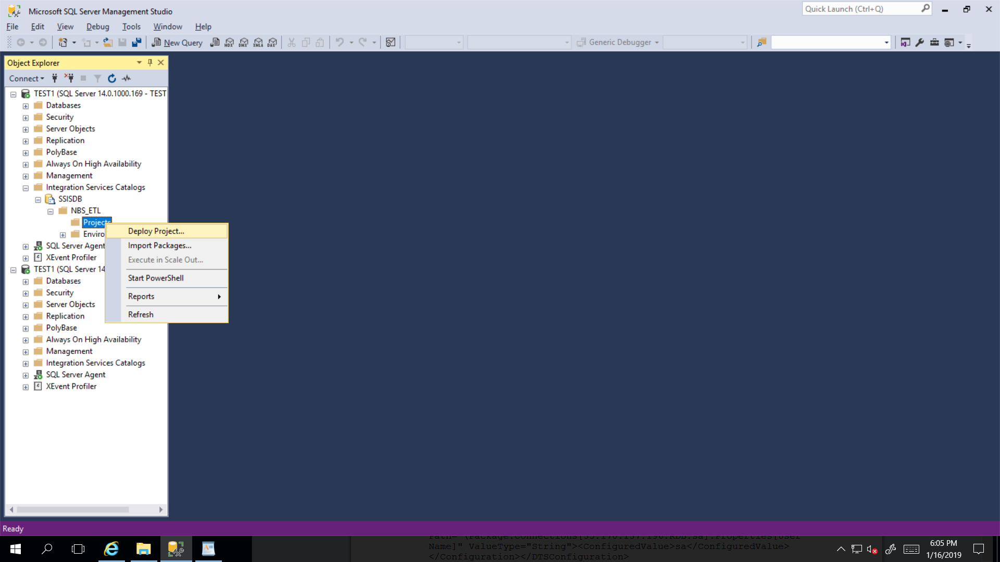 Microsoft SQL Server Management Studio
Quick Launch (Ctrl+Q)
File Edit View Debug Tools Window Help
New Query MDX DMX XMLA DAX Generic Debugger
Object Explorer
Connect
TEST1 (SQL Server 14.0.1000.169 - TEST
Databases
Security
Server Objects
Replication
PolyBase
Always On High Availability
Management
Integration Services Catalogs
SSISDB
NBS_ETL
Projects
Enviro
SQL Server Agent
XEvent Profiler
TEST1 (SQL Server 14
Databases
Security
Server Objects
Replication
PolyBase
Always On High Availability
Management
Integration Services Catalogs
SQL Server Agent
XEvent Profiler
Deploy Project...
Import Packages...
Execute in Scale Out...
Start PowerShell
Reports
Refresh
Ready
Name]" ValueType="String"><ConfiguredValue>sa</ConfiguredValue>
</Configuration></DTSConfiguration>
6:05 PM
1/16/2019